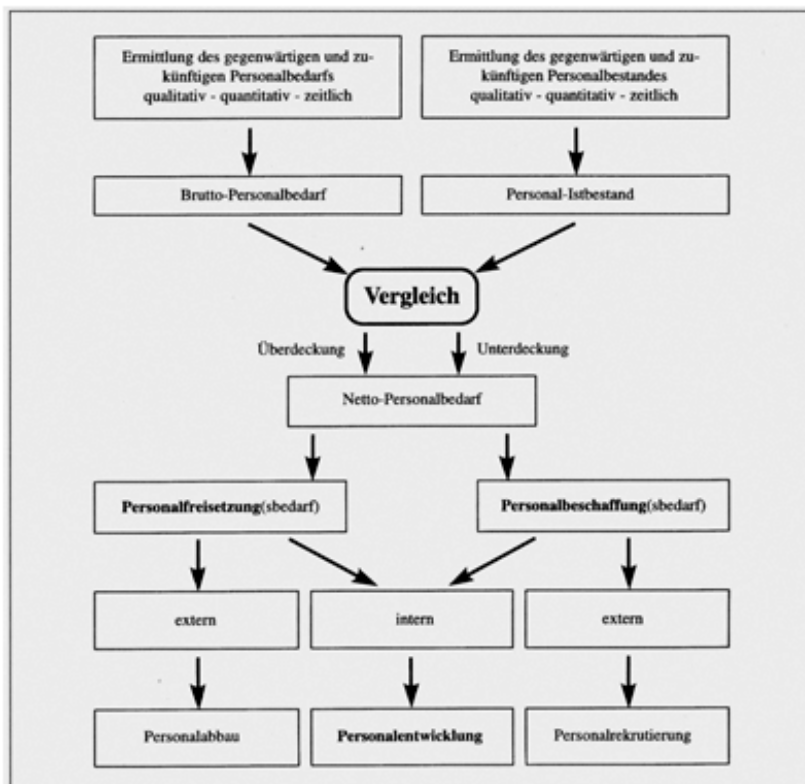 Ermittlung des gegenwärtigen und zu-
künftigen Personalbedarfs
qualitativ - quantitativ - zeitlich
Ermittlung des gegenwärtigen und zu-
künftigen Personalbestandes
qualitativ - quantitativ - zeitlich
Brutto-Personalbedarf
Personal-Istbestand
Vergleich
Überdeckung
Unterdeckung
Netto-Personalbedarf
Personalfreisetzung(sbedarf)
Personalbeschaffung(sbedarf)
extern
intern
extern
Personalabbau
Personalentwicklung
Personalrekrutierung